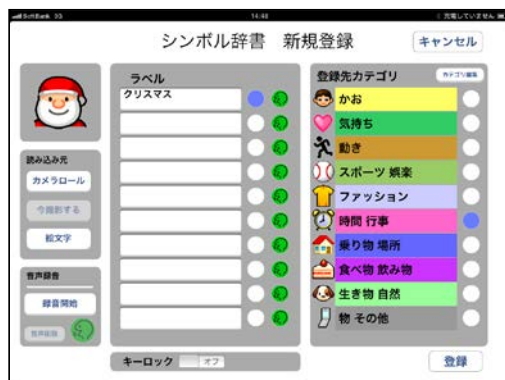 SoftBank 3G
14:48
充電していません
シンボル辞書 新規登録
キャンセル
ラベル
クリスマス
登録先カテゴリ
カテゴリ編集
かお
気持ち
動き
スポーツ 娯楽
ファッション
時間 行事
乗り物 場所
食べ物 飲み物
生き物 自然
物 その他
読み込み元
カメラロール
今撮影する
絵文字
音声録音
録音開始
キーロック
オフ
登録